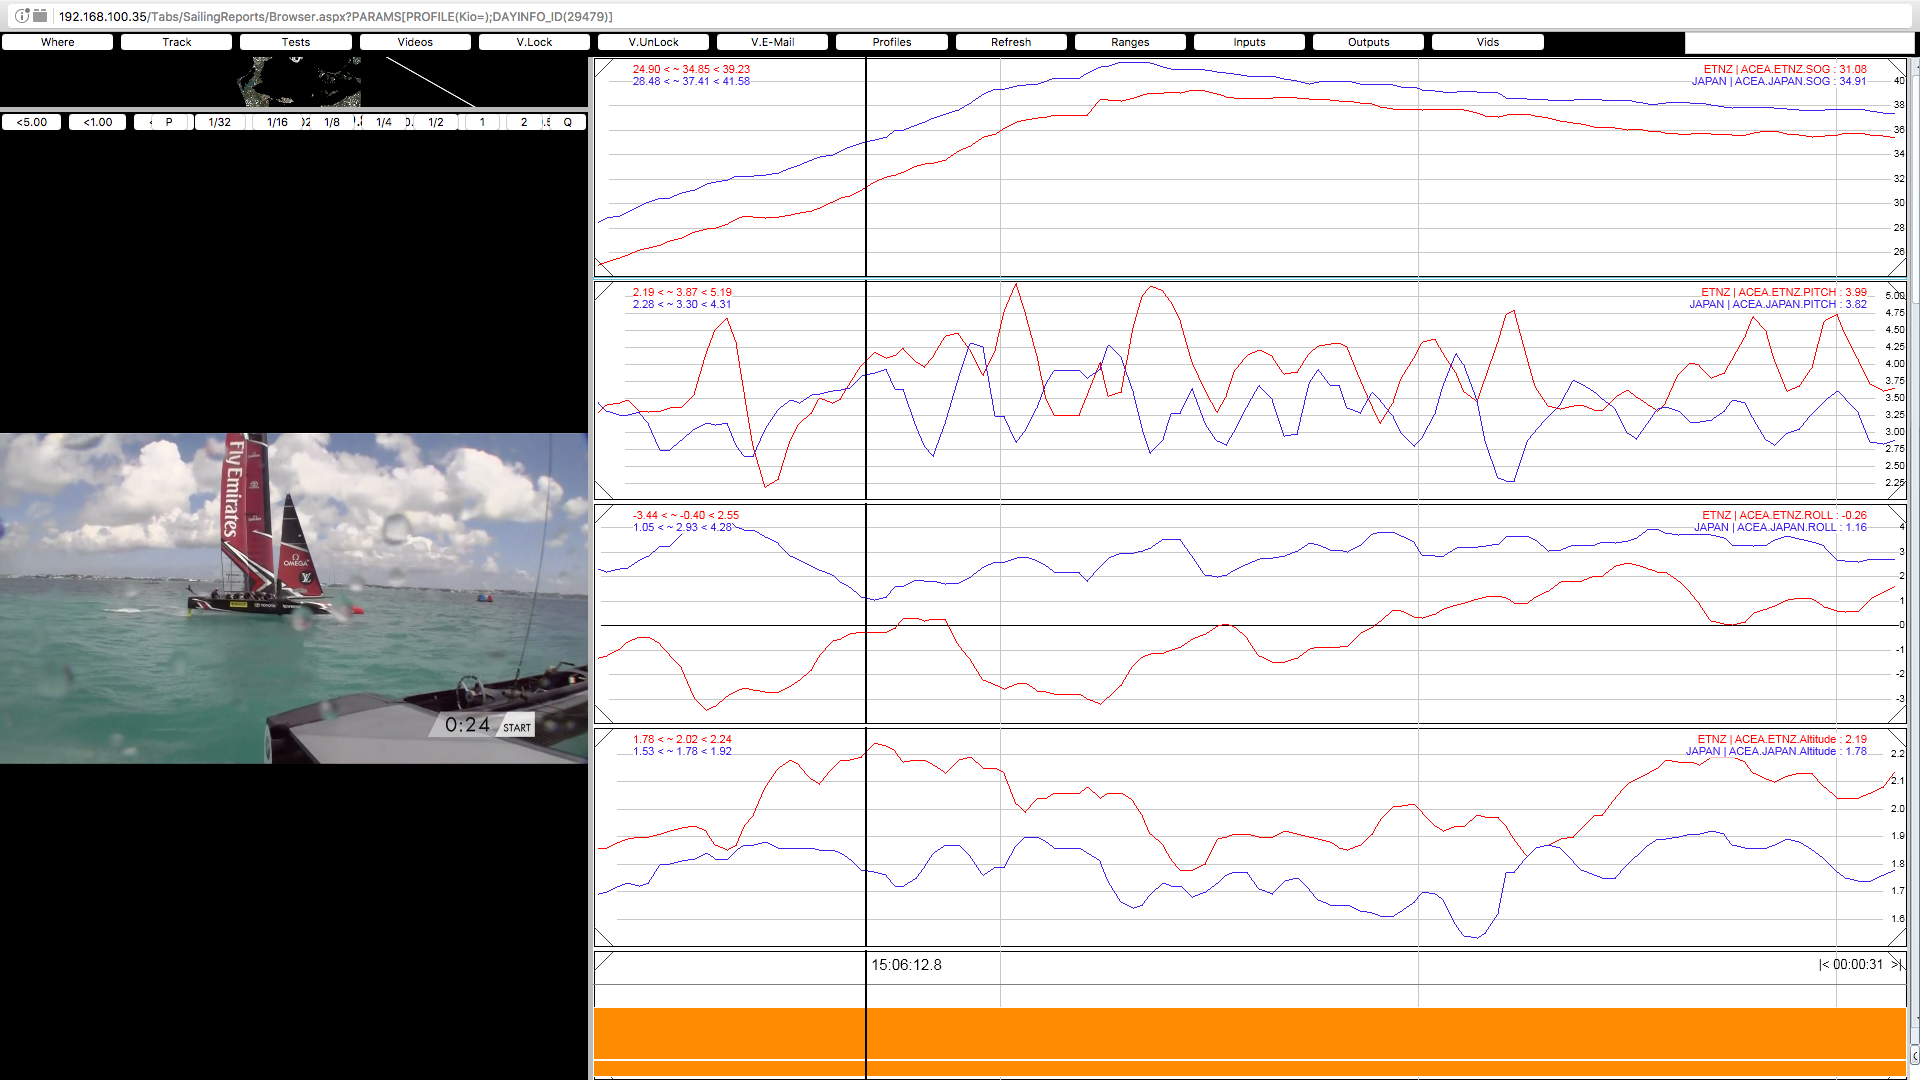 192.168.100.35/Tabs/SailingReports/Browser.aspx?PARAMS[PROFILE(Kio=);DAYINFO_ID(29479)]
Where Track Tests Videos V.Lock V.UnLock V.E-Mail Profiles Refresh Ranges Inputs Outputs Vids
<5.00 <1.00 P 1/32 1/16 1/8 1/4 1/2 1 2 Q
24.90 < ~ 34.85 < 39.23
28.48 < ~ 37.41 < 41.58
ETNZ | ACEA.ETNZ.SOG : 31.08
JAPAN | ACEA.JAPAN.SOG : 34.91
40
38
36
34
32
30
28
26
2.19 < ~ 3.87 < 5.19
2.28 < ~ 3.30 < 4.31
ETNZ | ACEA.ETNZ.PITCH : 3.99
JAPAN | ACEA.JAPAN.PITCH : 3.82
5.00
4.75
4.50
4.25
4.00
3.75
3.50
3.25
3.00
2.75
2.50
2.25
-3.44 < ~ -0.40 < 2.55
1.05 < ~ 2.93 < 4.28
ETNZ | ACEA.ETNZ.ROLL : -0.26
JAPAN | ACEA.JAPAN.ROLL : 1.16
4
3
2
1
0
-1
-2
-3
1.78 < ~ 2.02 < 2.24
1.53 < ~ 1.78 < 1.92
ETNZ | ACEA.ETNZ.Altitude : 2.19
JAPAN | ACEA.JAPAN.Altitude : 1.78
2.2
2.1
2.0
1.9
1.8
1.7
1.6
15:06:12.8
|< 00:00:31 >|
Fly Emirates
OMEGA
0:24 START